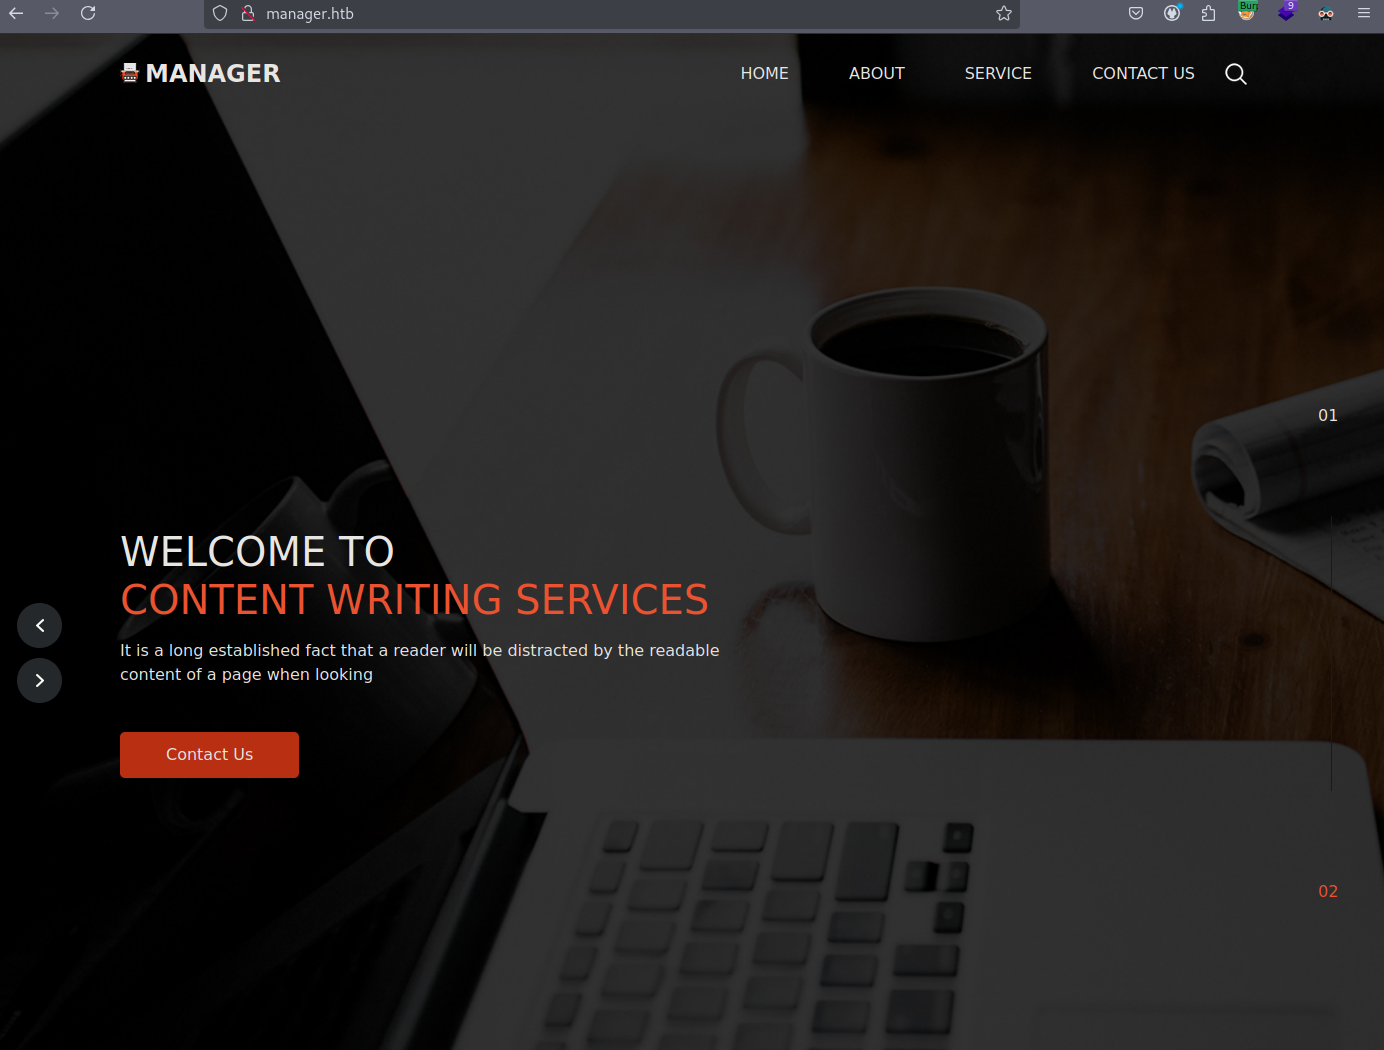 manager.htb
Bur
9
MANAGER
HOME
ABOUT
SERVICE
CONTACT US
01
WELCOME TO
CONTENT WRITING SERVICES
It is a long established fact that a reader will be distracted by the readable
content of a page when looking
Contact Us
02